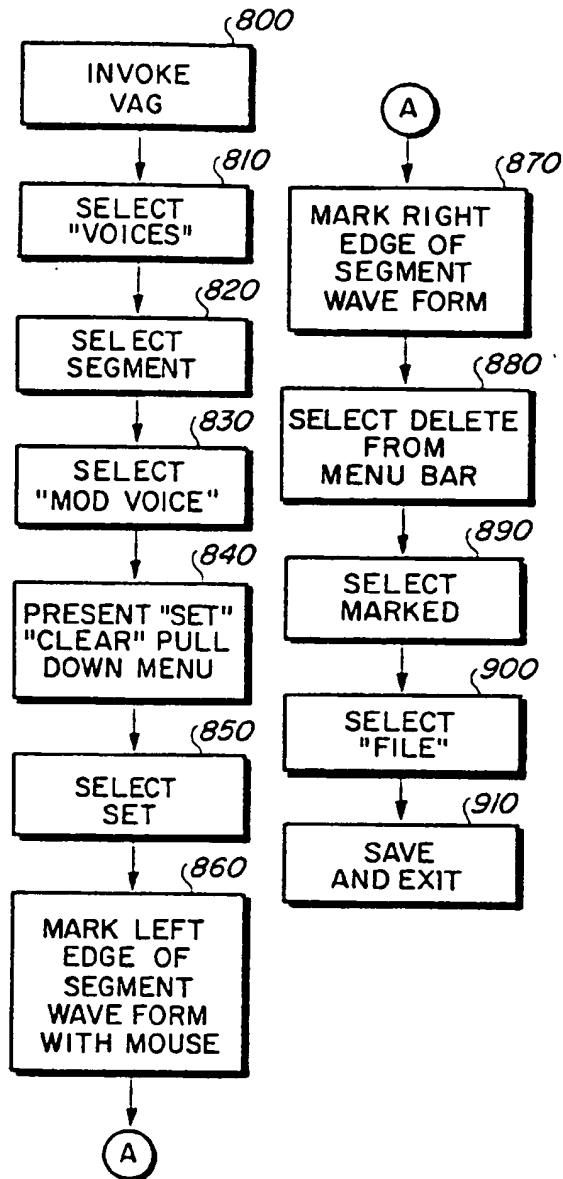 800
INVOKE
VAG
810
SELECT
"VOICES"
820
SELECT
SEGMENT
830
SELECT
"MOD VOICE"
840
PRESENT "SET"
"CLEAR" PULL
DOWN MENU
850
SELECT
SET
860
MARK LEFT
EDGE OF
SEGMENT
WAVE FORM
WITH MOUSE
A
A
870
MARK RIGHT
EDGE OF
SEGMENT
WAVE FORM
880
SELECT DELETE
FROM
MENU BAR
890
SELECT
MARKED
900
SELECT
"FILE"
910
SAVE
AND EXIT